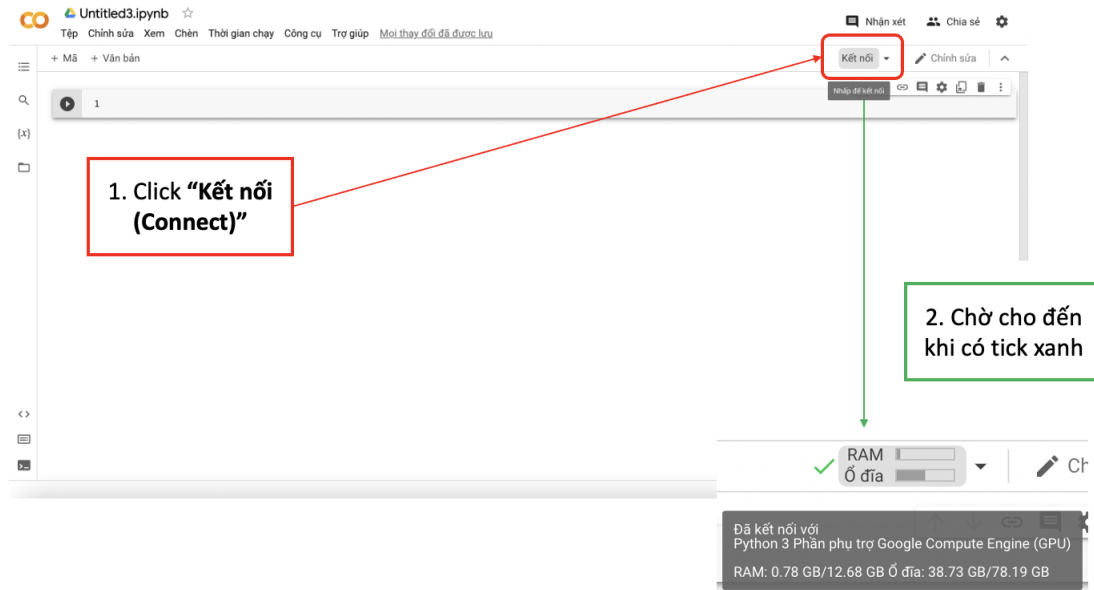 Untitled3.ipynb
Nhận xét
Chia sẻ
Tệp Chỉnh sửa Xem Chèn Thời gian chạy Công cụ Trợ giúp Mọi thay đổi đã được lưu
+ Mã + Văn bản
Kết nối
Chỉnh sửa
Nhấp để kết nối
1
{x}
1. Click “Kết nối
(Connect)”
2. Chờ cho đến
khi có tick xanh
<>
RAM
Ổ đĩa
Ch
Đã kết nối với
Python 3 Phần phụ trợ Google Compute Engine (GPU)
RAM: 0.78 GB/12.68 GB Ổ đĩa: 38.73 GB/78.19 GB